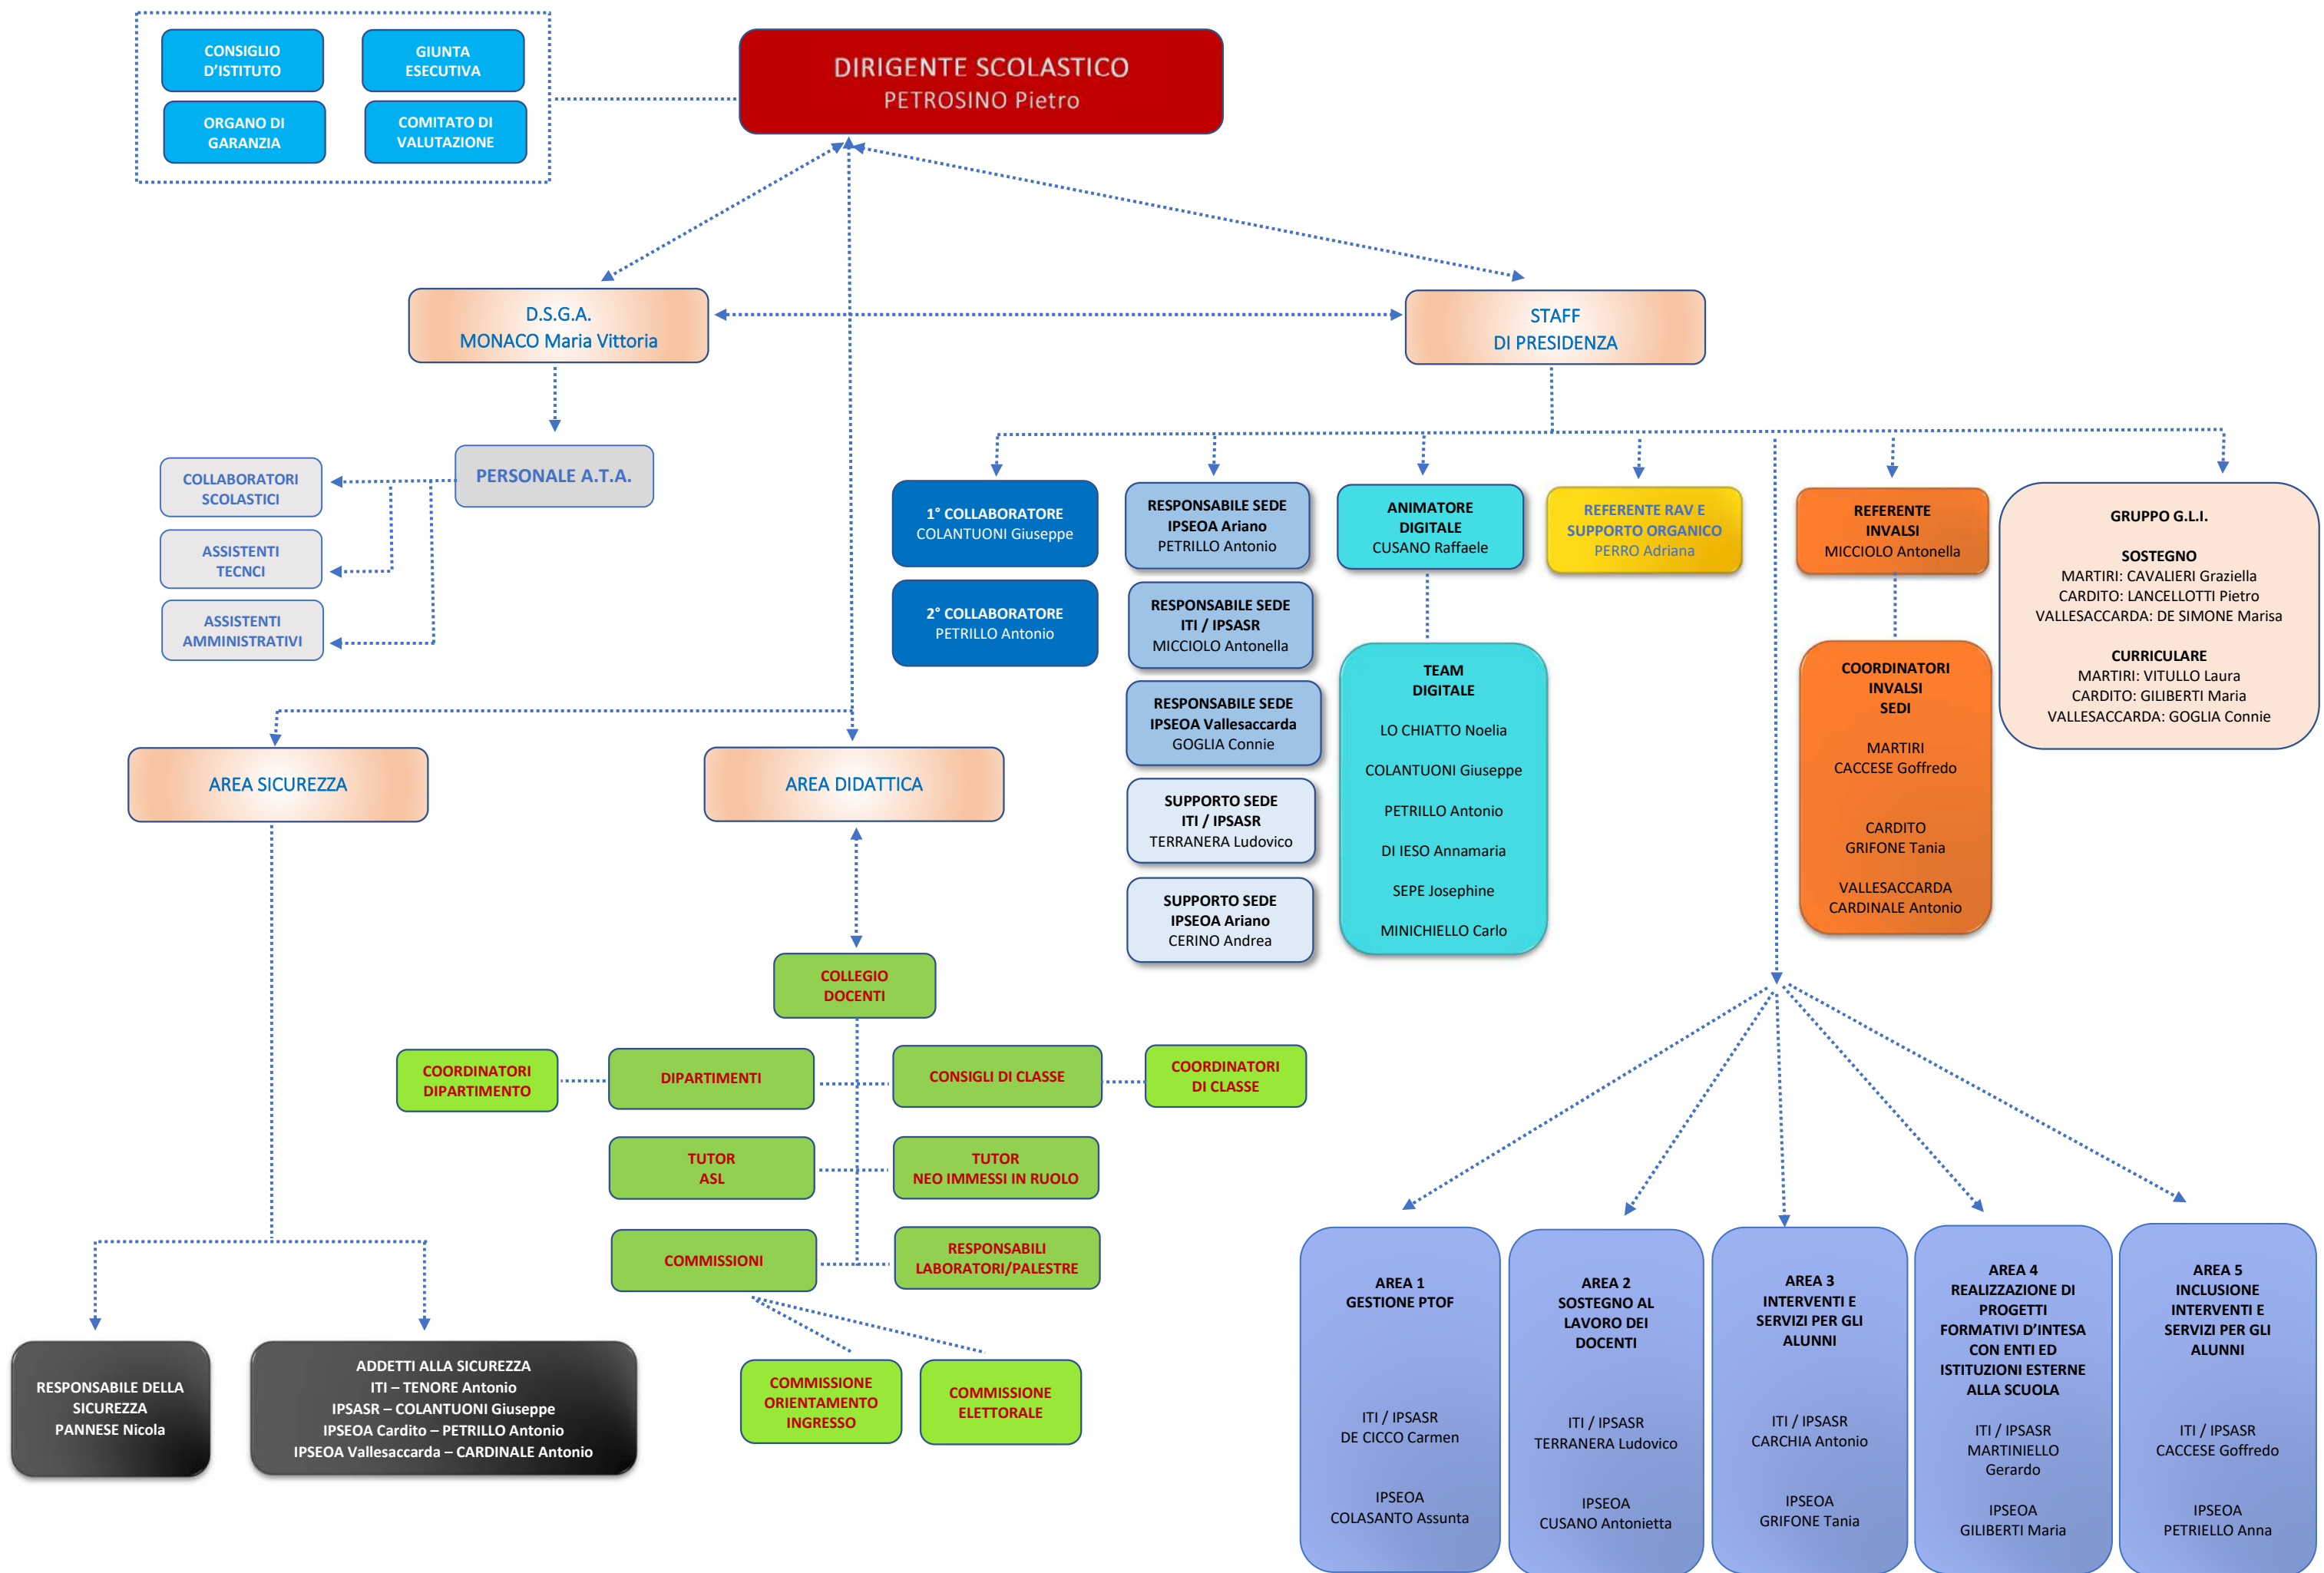 CONSIGLIO
D'ISTITUTO
GIUNTA
ESECUTIVA
ORGANO DI
GARANZIA
COMITATO DI
VALUTAZIONE
DIRIGENTE SCOLASTICO
PETROSINO Pietro
D.S.G.A.
MONACO Maria Vittoria
STAFF
DI PRESIDENZA
PERSONALE A.T.A.
COLLABORATORI
SCOLASTICI
ASSISTENTI
TECNCI
ASSISTENTI
AMMINISTRATIVI
1° COLLABORATORE
COLANTUONI Giuseppe
2° COLLABORATORE
PETRILLO Antonio
RESPONSABILE SEDE
IPSEOA Ariano
PETRILLO Antonio
RESPONSABILE SEDE
ITI / IPSASR
MICCIOLO Antonella
RESPONSABILE SEDE
IPSEOA Vallesaccarda
GOGLIA Connie
SUPPORTO SEDE
ITI / IPSASR
TERRANERA Ludovico
SUPPORTO SEDE
IPSEOA Ariano
CERINO Andrea
ANIMATORE
DIGITALE
CUSANO Raffaele
TEAM
DIGITALE
LO CHIATTO Noelia
COLANTUONI Giuseppe
PETRILLO Antonio
DI IESO Annamaria
SEPE Josephine
MINICHIELLO Carlo
REFERENTE RAV E
SUPPORTO ORGANICO
PERRO Adriana
REFERENTE
INVALSI
MICCIOLO Antonella
COORDINATORI
INVALSI
SEDI
MARTIRI
CACCESE Goffredo
CARDITO
GRIFONE Tania
VALLESACCARDA
CARDINALE Antonio
GRUPPO G.L.I.
SOSTEGNO
MARTIRI: CAVALIERI Graziella
CARDITO: LANCELLOTTI Pietro
VALLESACCARDA: DE SIMONE Marisa
CURRICULARE
MARTIRI: VITULLO Laura
CARDITO: GILIBERTI Maria
VALLESACCARDA: GOGLIA Connie
AREA SICUREZZA
AREA DIDATTICA
COLLEGIO
DOCENTI
COORDINATORI
DIPARTIMENTO
DIPARTIMENTI
CONSIGLI DI CLASSE
COORDINATORI
DI CLASSE
TUTOR
ASL
TUTOR
NEO IMMESSI IN RUOLO
COMMISSIONI
RESPONSABILI
LABORATORI/PALESTRE
COMMISSIONE
ORIENTAMENTO
INGRESSO
COMMISSIONE
ELETTORALE
RESPONSABILE DELLA
SICUREZZA
PANNESE Nicola
ADDETTI ALLA SICUREZZA
ITI – TENORE Antonio
IPSASR – COLANTUONI Giuseppe
IPSEOA Cardito – PETRILLO Antonio
IPSEOA Vallesaccarda – CARDINALE Antonio
AREA 1
GESTIONE PTOF
ITI / IPSASR
DE CICCO Carmen
IPSEOA
COLASANTO Assunta
AREA 2
SOSTEGNO AL
LAVORO DEI
DOCENTI
ITI / IPSASR
TERRANERA Ludovico
IPSEOA
CUSANO Antonietta
AREA 3
INTERVENTI E
SERVIZI PER GLI
ALUNNI
ITI / IPSASR
CARCHIA Antonio
IPSEOA
GRIFONE Tania
AREA 4
REALIZZAZIONE DI
PROGETTI
FORMATIVI D'INTESA
CON ENTI ED
ISTITUZIONI ESTERNE
ALLA SCUOLA
ITI / IPSASR
MARTINIELLO
Gerardo
IPSEOA
GILIBERTI Maria
AREA 5
INCLUSIONE
INTERVENTI E
SERVIZI PER GLI
ALUNNI
ITI / IPSASR
CACCESE Goffredo
IPSEOA
PETRIELLO Anna